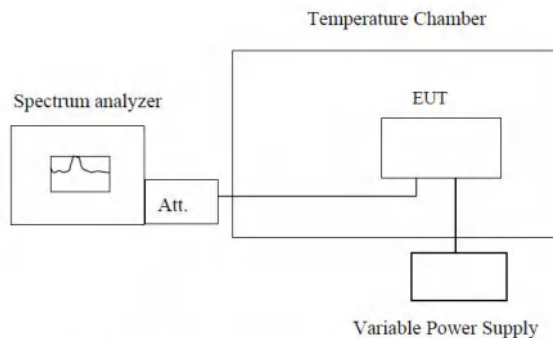 Temperature Chamber
Spectrum analyzer
EUT
Att.
Variable Power Supply